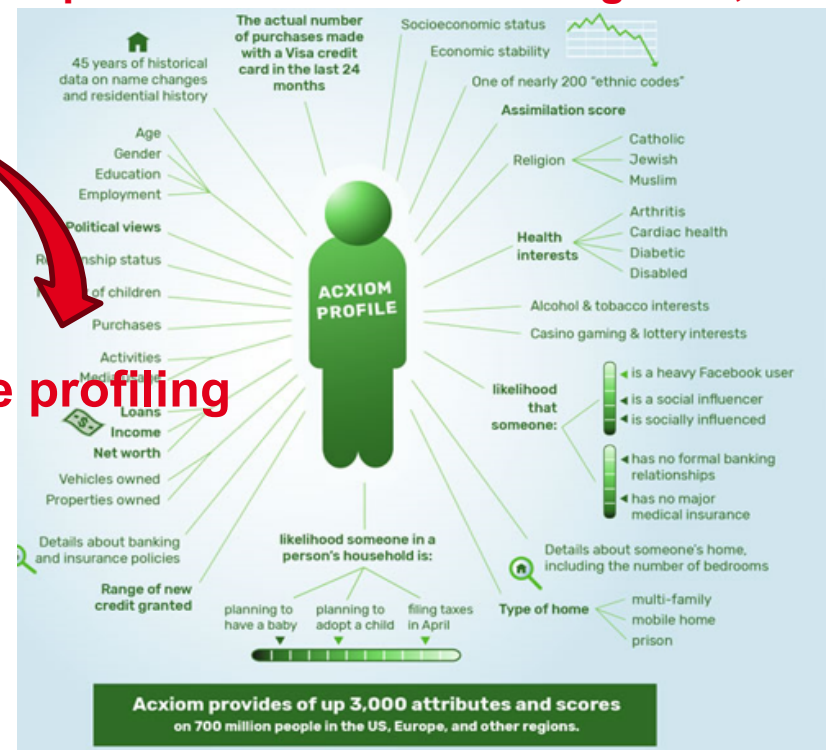 The actual number
of purchases made
with a Visa credit
card in the last 24
months
45 years of historical
data on name changes
and residential history
Age
Gender
Education
Employment
Political views
status
of children
Purchases
Activities
Loans
Income
Net worth
Vehicles owned
Properties owned
Details about banking
and insurance policies
Range of new
credit granted
profiling
-$-
ACXIOM
PROFILE
Socioeconomic status
Economic stability
One of nearly 200 "ethnic codes"
Assimilation score
Religion
Catholic
Jewish
Muslim
Health
interests
Arthritis
Cardiac health
Diabetic
Disabled
Alcohol & tobacco interests
Casino gaming & lottery interests
likelihood
that
someone:
is a heavy Facebook user
is a social influencer
is socially influenced
has no formal banking
relationships
has no major
medical insurance
Details about someone's home,
including the number of bedrooms
Type of home
multi-family
mobile home
prison
likelihood someone in a
person's household is:
planning to
have a baby
planning to
adopt a child
filing taxes
in April
Acxiom provides of up 3,000 attributes and scores
on 700 million people in the US, Europe, and other regions.